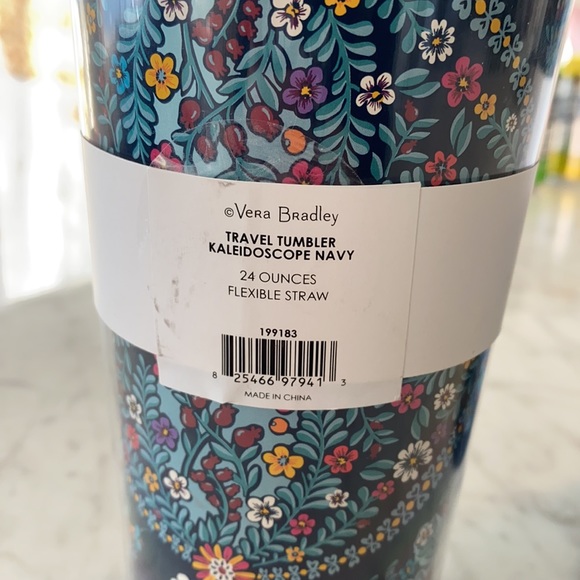 ©Vera Bradley
TRAVEL TUMBLER
KALEIDOSCOPE NAVY
24 OUNCES
FLEXIBLE STRAW
199183
8 25466 97941 3
MADE IN CHINA